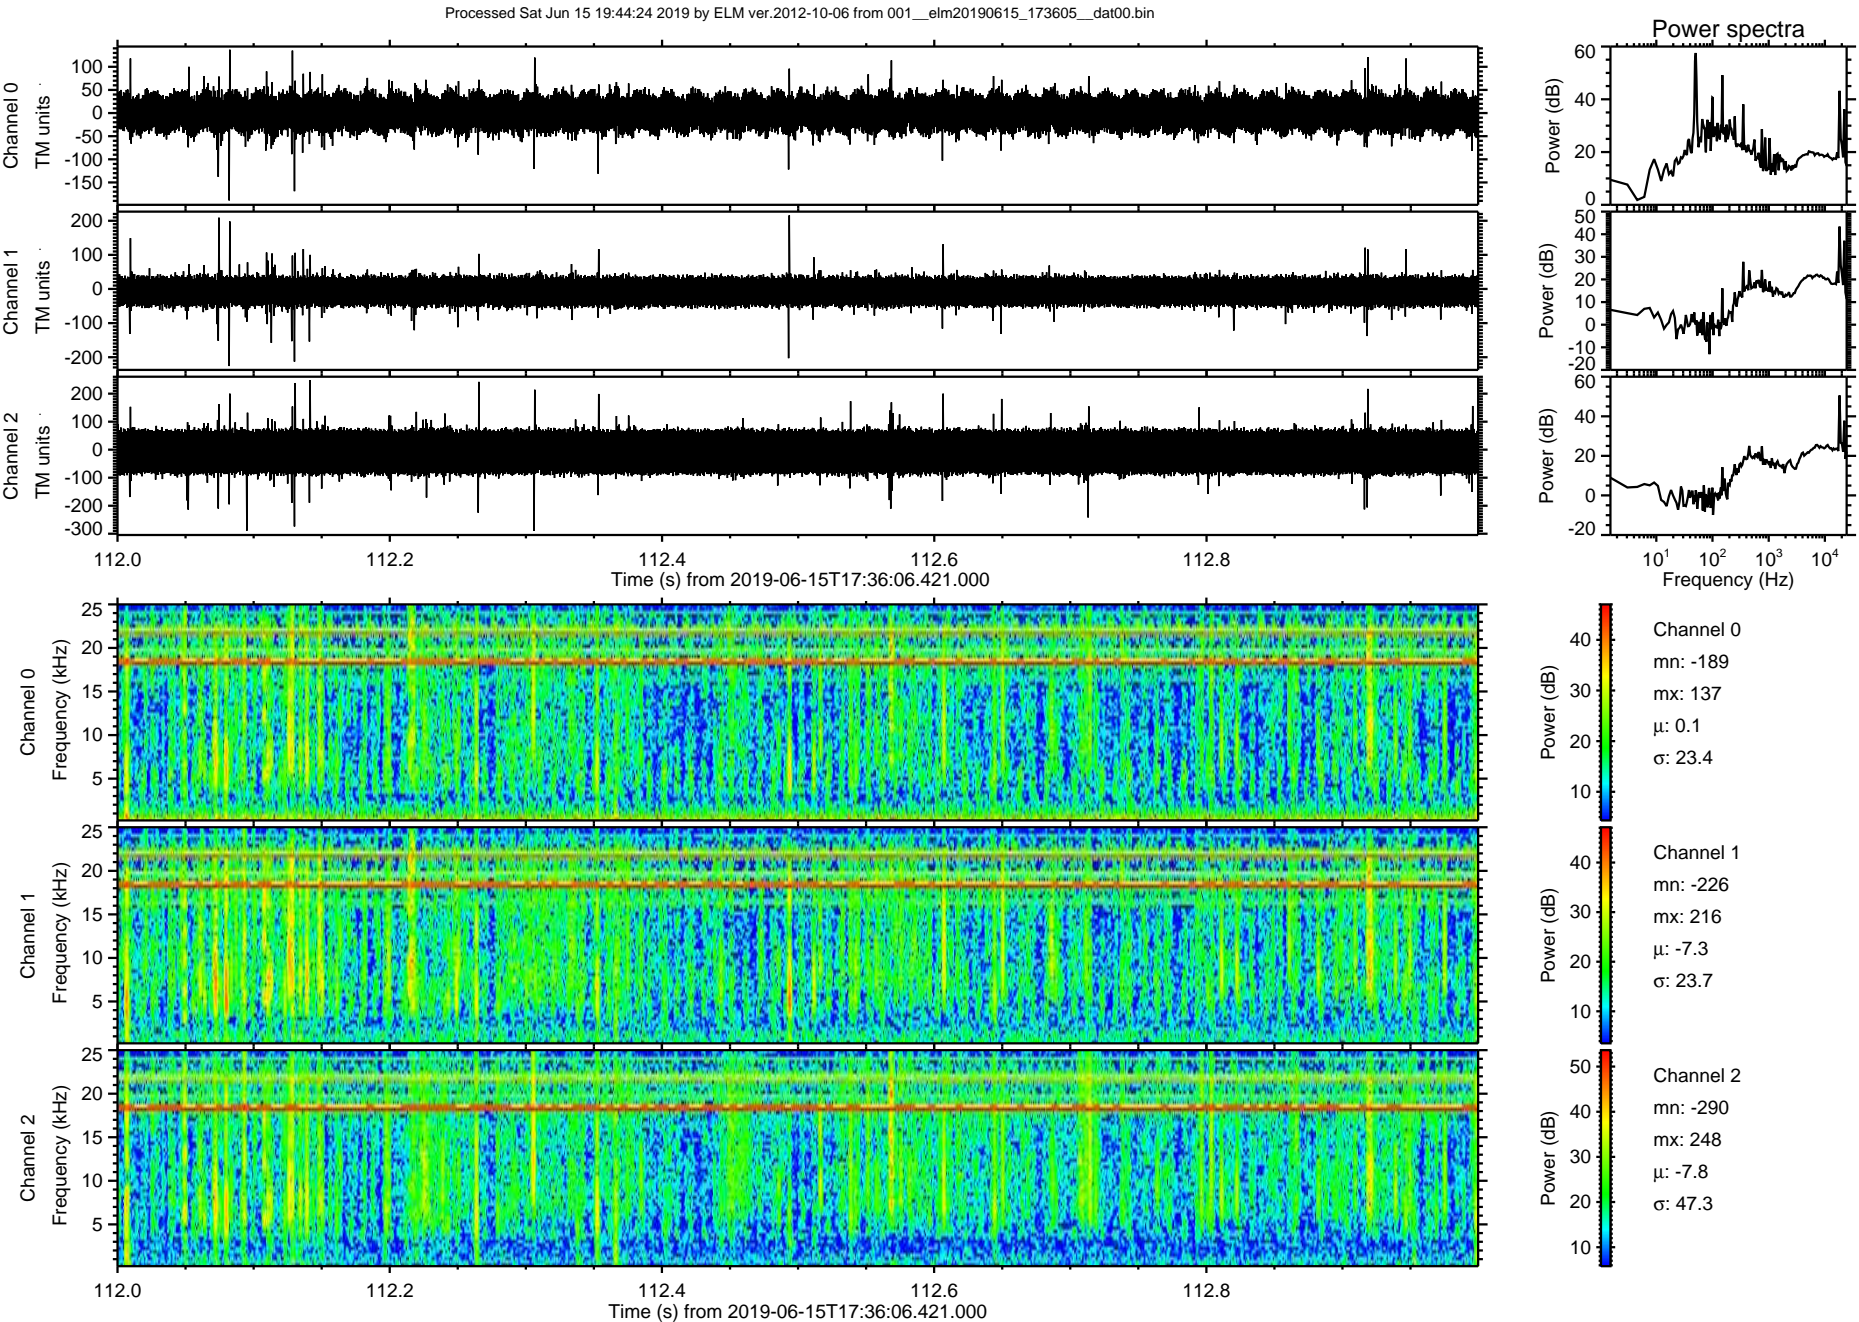 Processed Sat Jun 15 19:44:24 2019 by ELM ver.2012-10-06 from 001__elm20190615_173605__dat00.bin
Power spectra
Channel 0
TM units
100
50
0
-50
-100
-150
Power (dB)
60
40
20
0
Channel 1
TM units
200
100
0
-100
-200
Power (dB)
50
40
30
20
10
0
-10
-20
Channel 2
TM units
200
100
0
-100
-200
-300
Power (dB)
60
40
20
0
-20
112.0 112.2 112.4 112.6 112.8
Time (s) from 2019-06-15T17:36:06.421.000
10¹ 10² 10³ 10⁴
Frequency (Hz)
Channel 0
Frequency (kHz)
25
20
15
10
5
Power (dB)
40
30
20
10
Channel 0
mn: -189
mx: 137
μ: 0.1
σ: 23.4
Channel 1
Frequency (kHz)
25
20
15
10
5
Power (dB)
40
30
20
10
Channel 1
mn: -226
mx: 216
μ: -7.3
σ: 23.7
Channel 2
Frequency (kHz)
25
20
15
10
5
Power (dB)
50
40
30
20
10
Channel 2
mn: -290
mx: 248
μ: -7.8
σ: 47.3
112.0 112.2 112.4 112.6 112.8
Time (s) from 2019-06-15T17:36:06.421.000